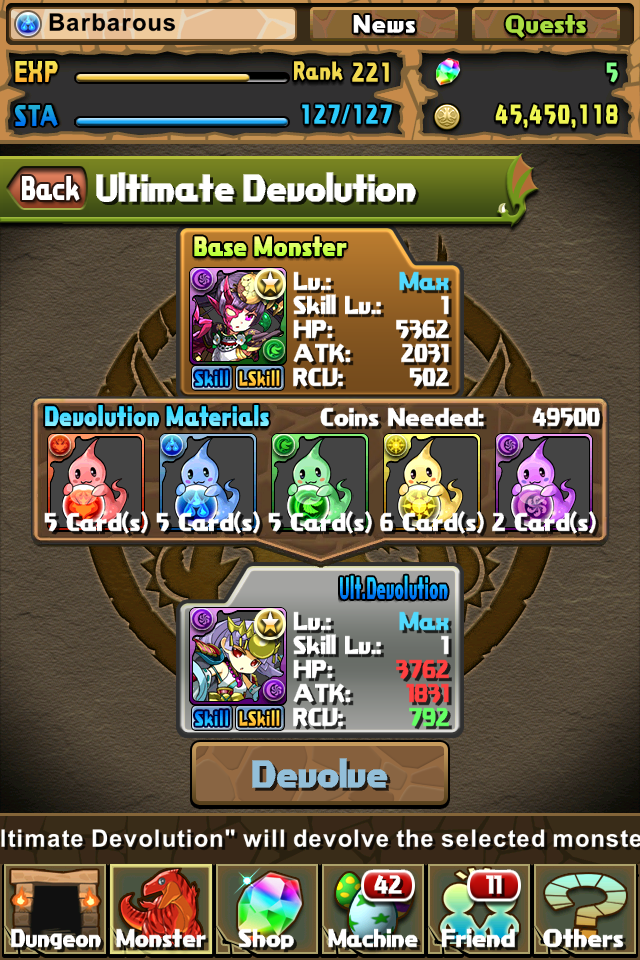 Barbarous
News
Quests
EXP
Rank 221
5
STA
127/127
45,450,118
Back
Ultimate Devolution
Base Monster
Lv.: Max
Skill Lv.: 1
HP: 5362
ATK: 2031
RCU: 502
Skill LSkill
Devolution Materials
Coins Needed: 49500
5 Card(s) 5 Card(s) 5 Card(s) 6 Card(s) 2 Card(s)
Ult.Devolution
Lv.: Max
Skill Lv.: 1
HP: 3762
ATK: 1831
RCU: 792
Skill LSkill
Devolve
ltimate Devolution" will devolve the selected monste
42
11
Dungeon Monster Shop Machine Friend Others